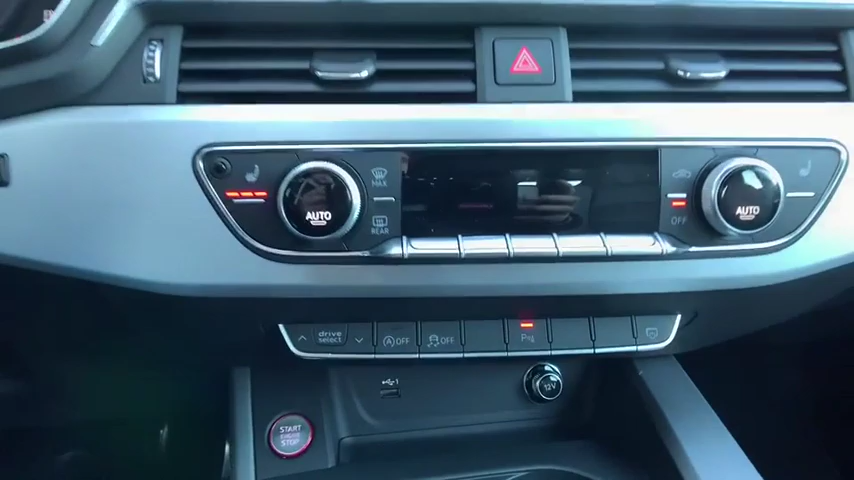 MAX
AUTO
REAR
OFF
AUTO
drive
select
OFF
OFF
P
12V
START
ENGINE
STOP